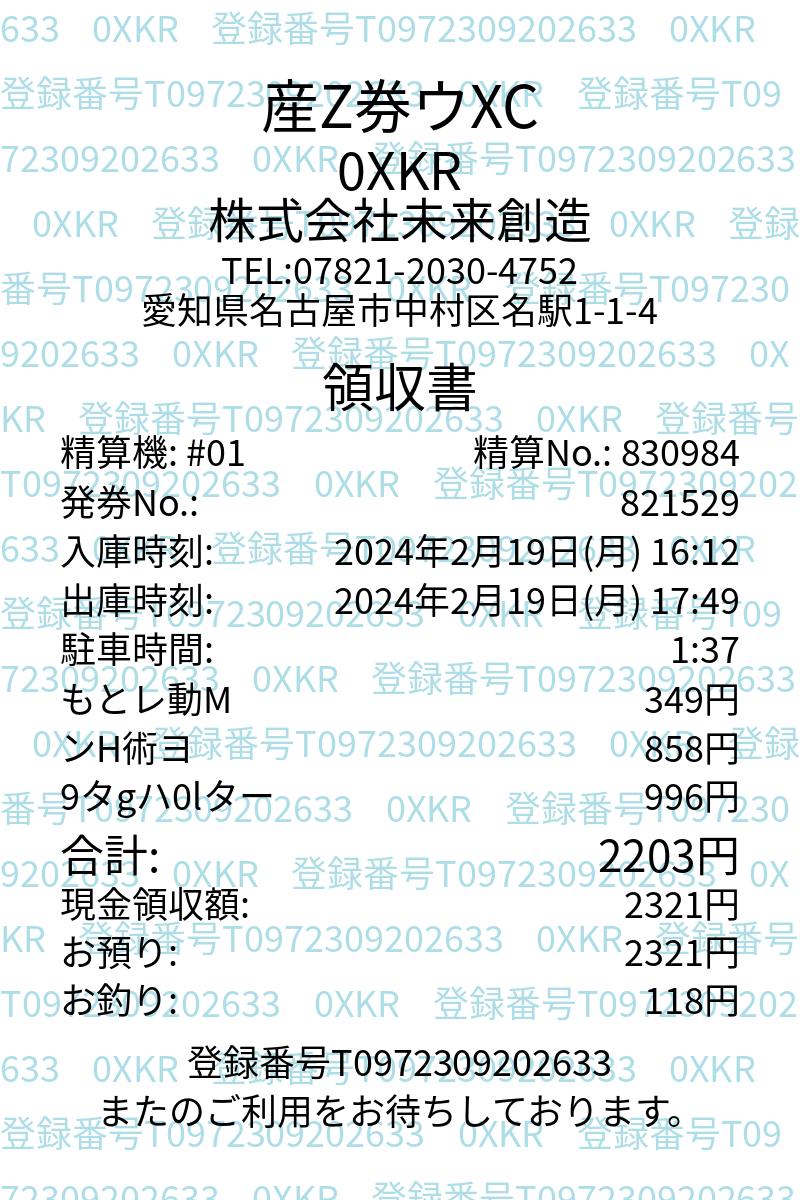 産Z券ウXC
0XKR
株式会社未来創造
TEL:07821-2030-4752
愛知県名古屋市中村区名駅1-1-4
領収書
精算機: #01 精算No.: 830984
発券No.: 821529
入庫時刻: 2024年2月19日(月) 16:12
出庫時刻: 2024年2月19日(月) 17:49
駐車時間: 1:37
もとレ動M 349円
ンH術ヨ 858円
9タgハ0lター 996円
合計: 2203円
現金領収額: 2321円
お預り: 2321円
お釣り: 118円
登録番号T0972309202633
またのご利用をお待ちしております。